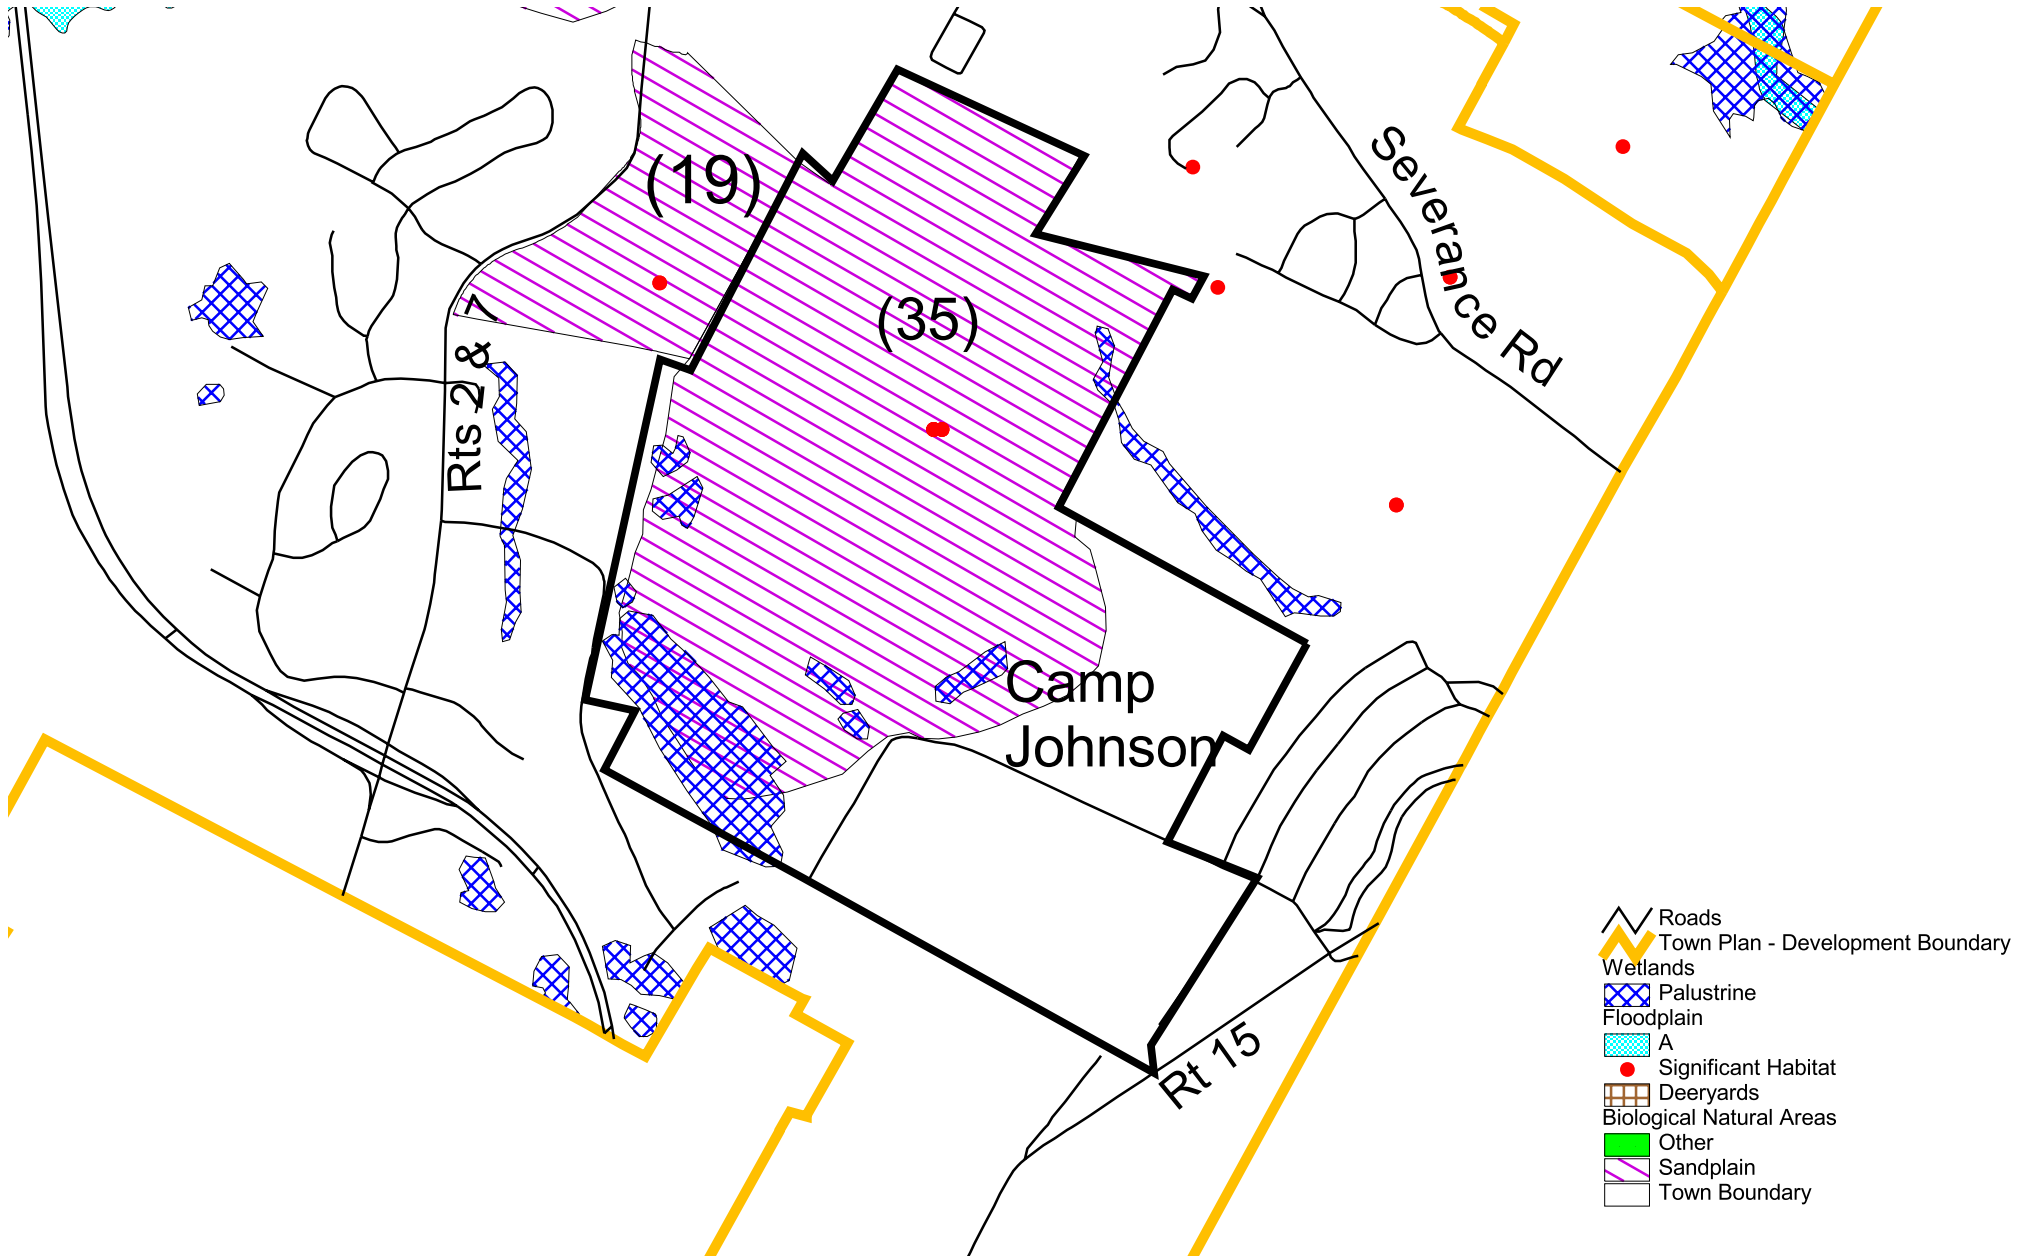 (19)
Severance Rd
(35)
Rts 2 & 7
Camp
Johnson
Rt 15
Roads
Town Plan - Development Boundary
Wetlands
Palustrine
Floodplain
A
Significant Habitat
Deeryards
Biological Natural Areas
Other
Sandplain
Town Boundary